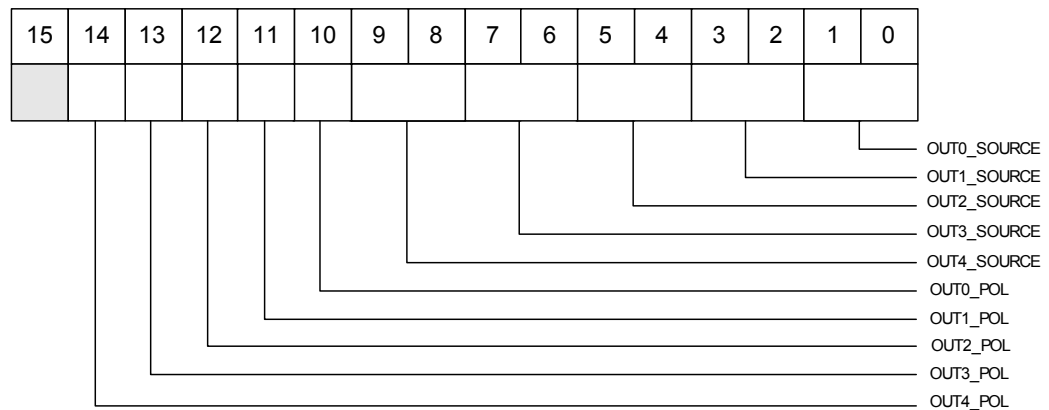 15 14 13 12 11 10 9 8 7 6 5 4 3 2 1 0
OUT0_SOURCE
OUT1_SOURCE
OUT2_SOURCE
OUT3_SOURCE
OUT4_SOURCE
OUT0_POL
OUT1_POL
OUT2_POL
OUT3_POL
OUT4_POL